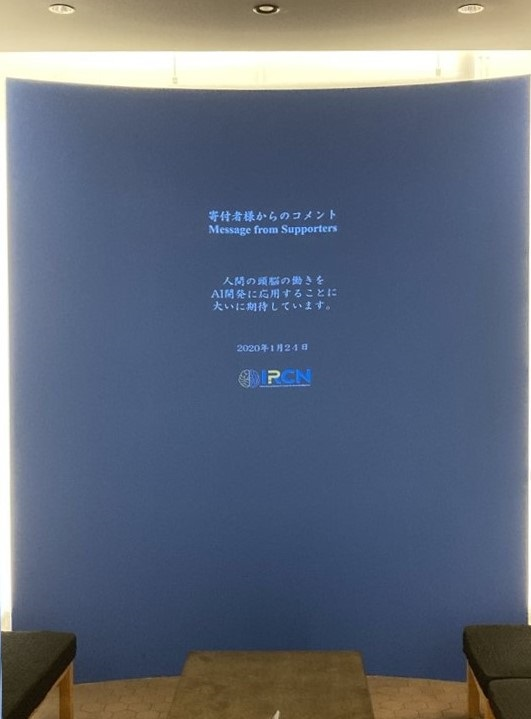 寄付者様からのコメント
Message from Supporters
人間の頭脳の働きを
AI開発に応用することに
大いに期待しています。
2020年1月24日
IRCN